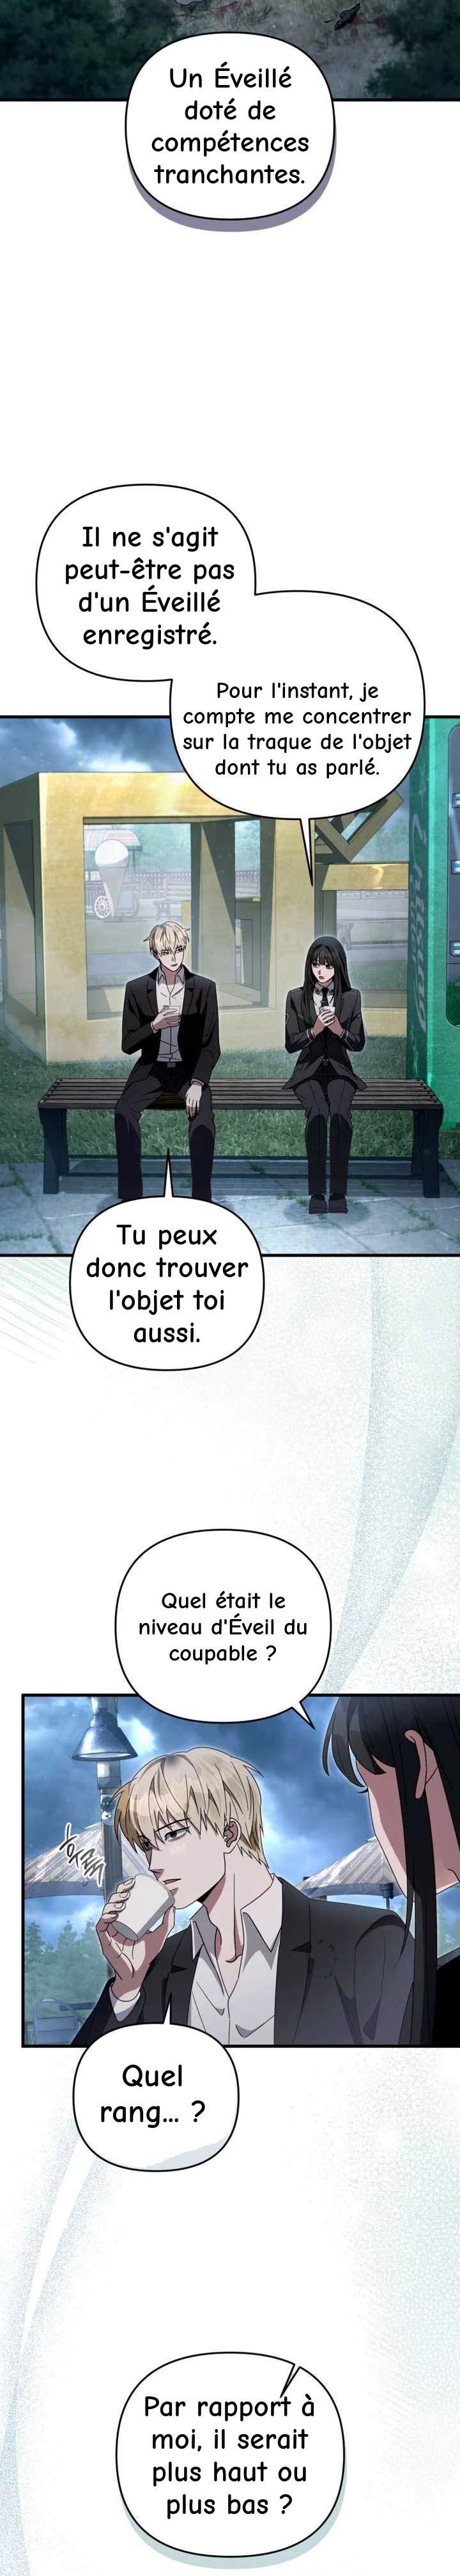 Un Éveillé
doté de
compétences
tranchantes.
Il ne s'agit
peut-être pas
d'un Éveillé
enregistré.
Pour l'instant, je
compte me concentrer
sur la traque de l'objet
dont tu as parlé.
Tu peux
donc trouver
l'objet toi
aussi.
Quel était le
niveau d'Éveil du
coupable ?
Quel
rang... ?
Par rapport à
moi, il serait
plus haut ou
plus bas ?